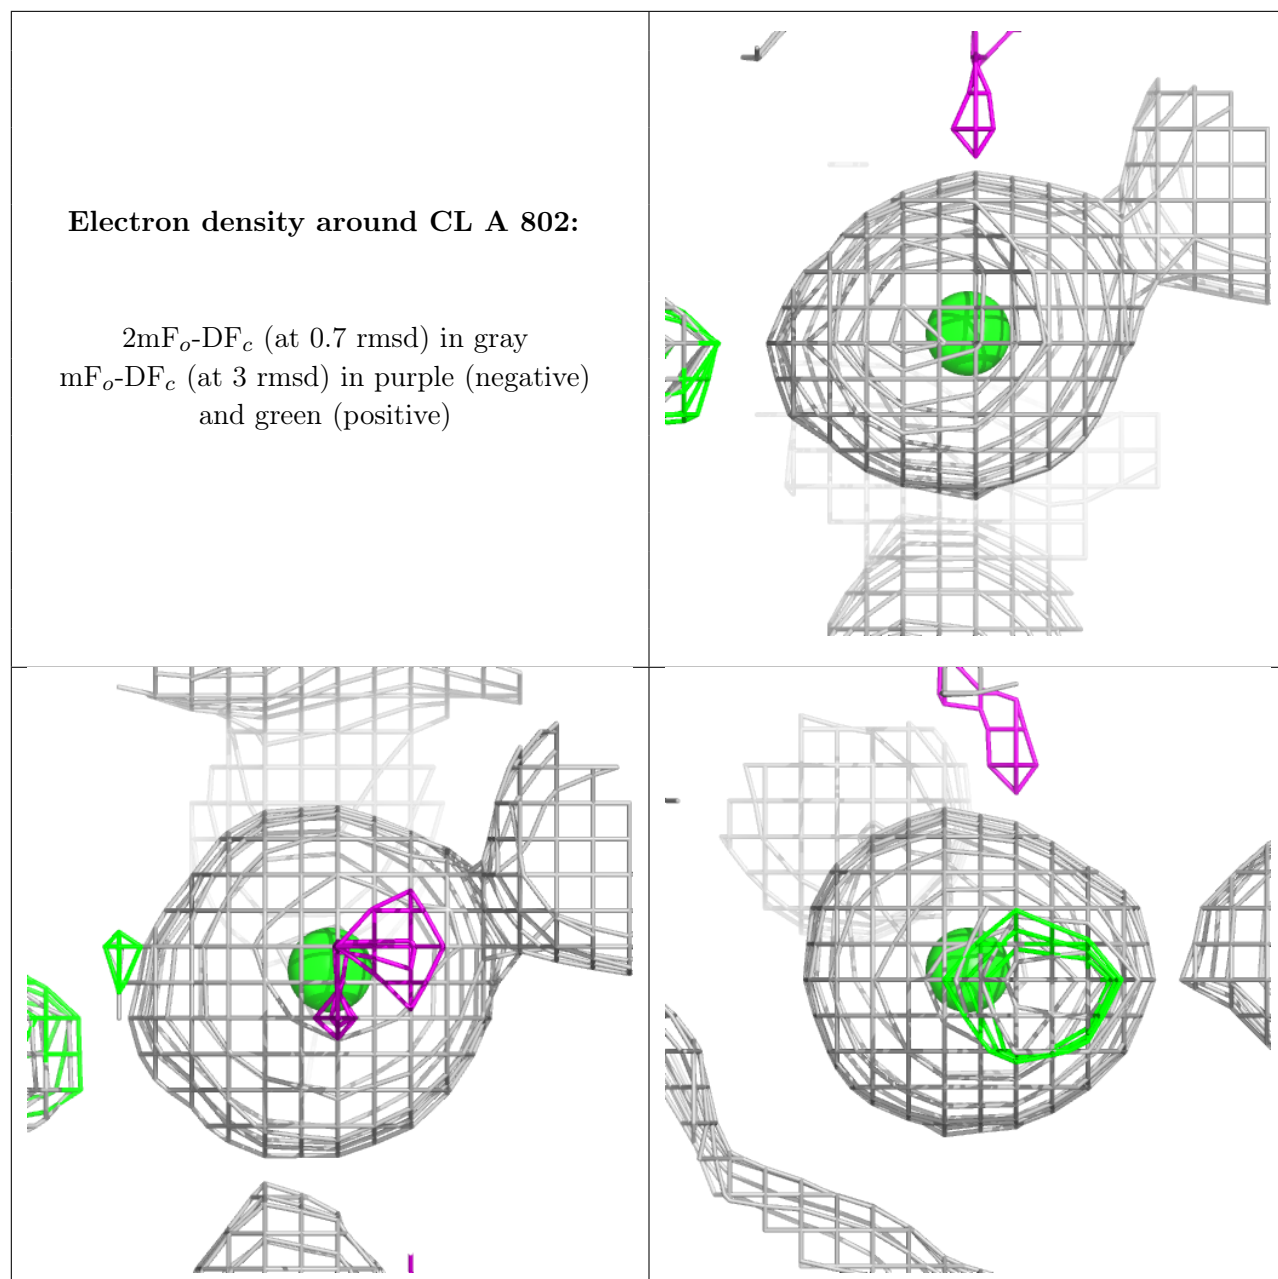 Electron density around CL A 802:
2mFₒ-DF𝒸 (at 0.7 rmsd) in gray
mFₒ-DF𝒸 (at 3 rmsd) in purple (negative)
and green (positive)